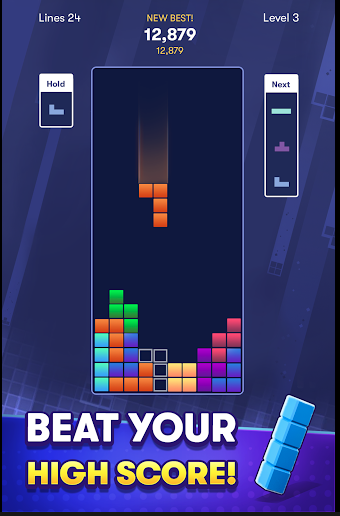 Lines 24
NEW BEST!
Level 3
12,879
12,879
Hold
Next
BEAT YOUR
HIGH SCORE!